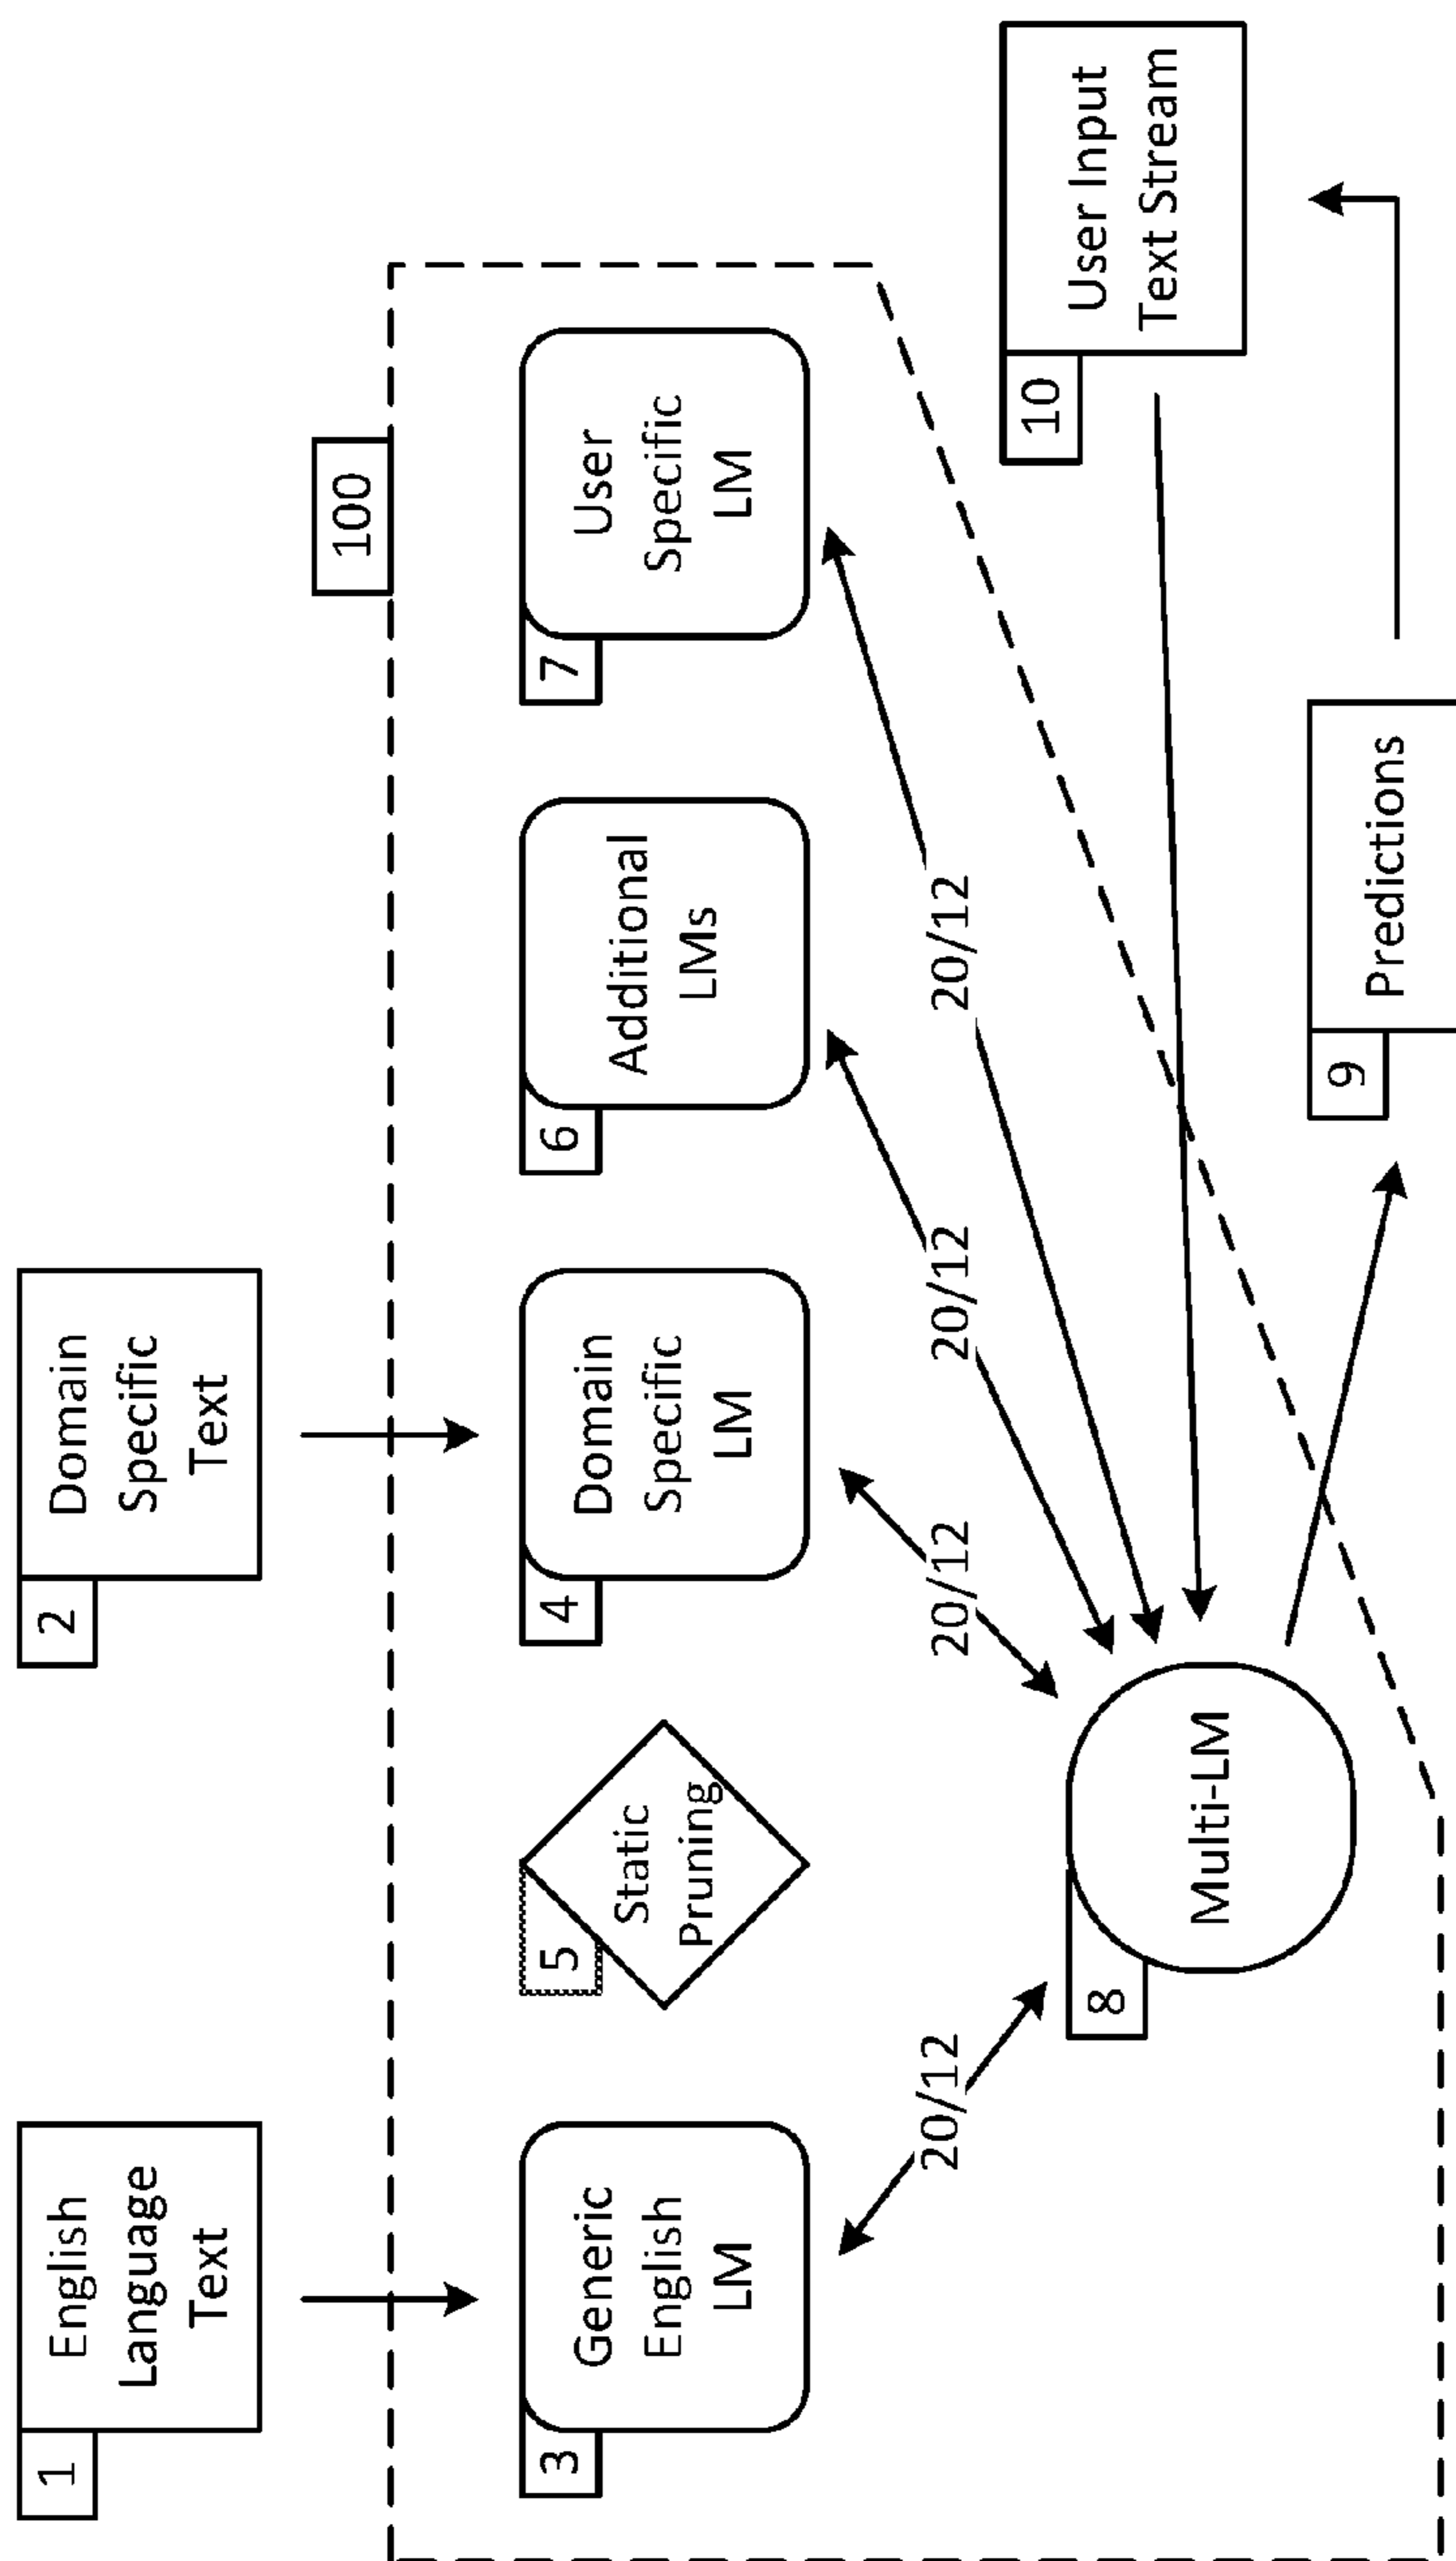 1
English
Language
Text
2
Domain
Specific
Text
100
3
Generic
English
LM
5
Static
Pruning
4
Domain
Specific
LM
6
Additional
LMs
7
User
Specific
LM
20/12
20/12
20/12
20/12
8
Multi-LM
10
User Input
Text Stream
9
Predictions